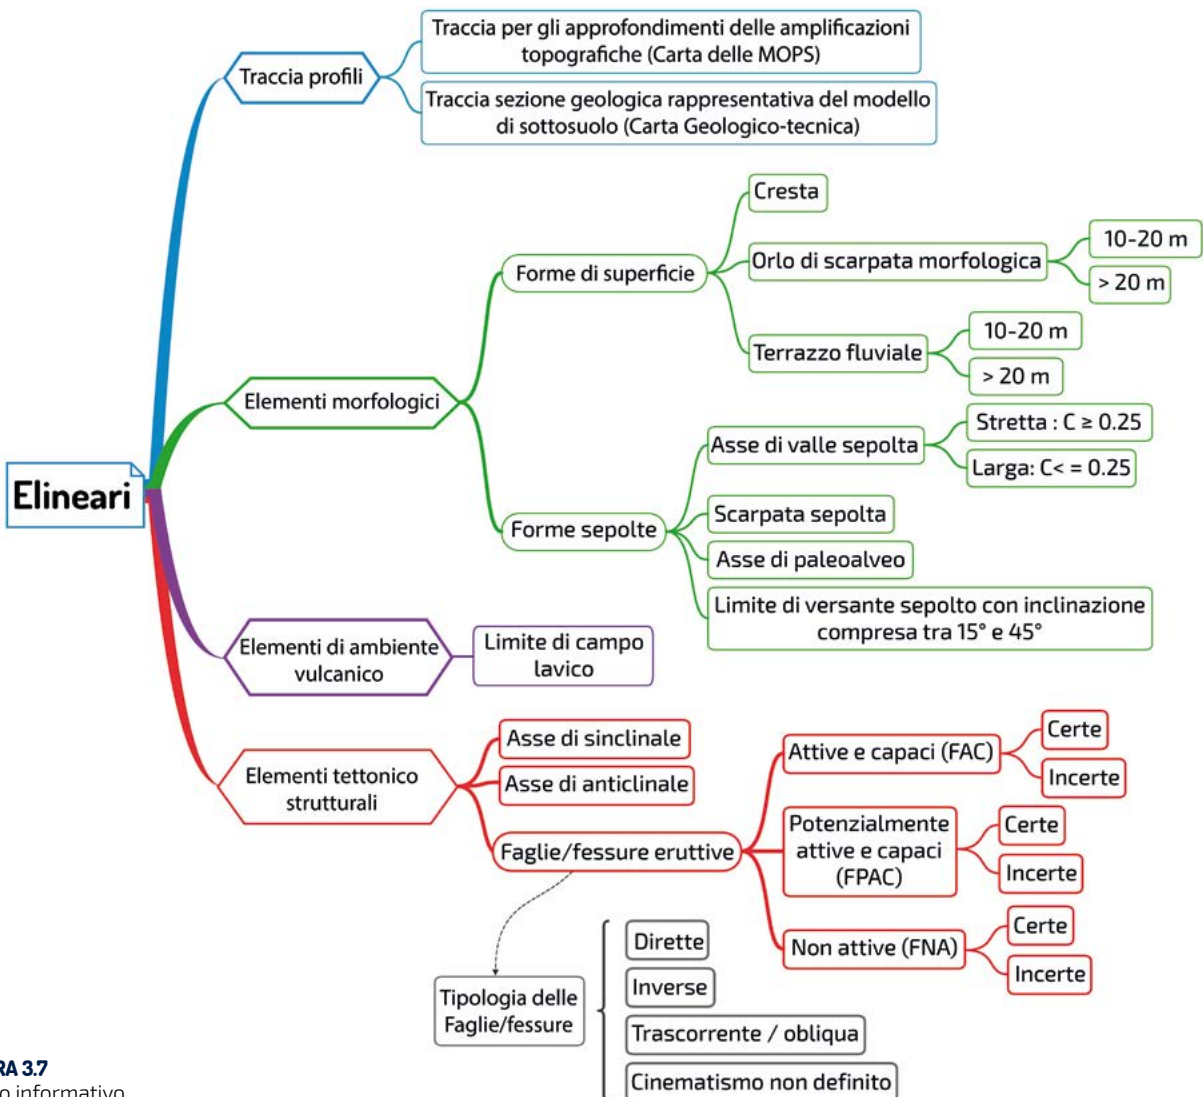 Traccia profili
Traccia per gli approfondimenti delle amplificazioni
topografiche (Carta delle MOPS)
Traccia sezione geologica rappresentativa del modello
di sottosuolo (Carta Geologico-tecnica)
Elineari
Elementi morfologici
Forme di superficie
Cresta
Orlo di scarpata morfologica
10-20 m
> 20 m
Terrazzo fluviale
10-20 m
> 20 m
Forme sepolte
Asse di valle sepolta
Stretta : C ≥ 0.25
Larga: C< = 0.25
Scarpata sepolta
Asse di paleoalveo
Limite di versante sepolto con inclinazione
compresa tra 15° e 45°
Elementi di ambiente
vulcanico
Limite di campo
lavico
Elementi tettonico
strutturali
Asse di sinclinale
Asse di anticlinale
Faglie/fessure eruttive
Attive e capaci (FAC)
Certe
Incerte
Potenzialmente
attive e capaci
(FPAC)
Certe
Incerte
Non attive (FNA)
Certe
Incerte
Tipologia delle
Faglie/fessure
Dirette
Inverse
Trascorrente / obliqua
Cinematismo non definito
RA 3.7
o informativo